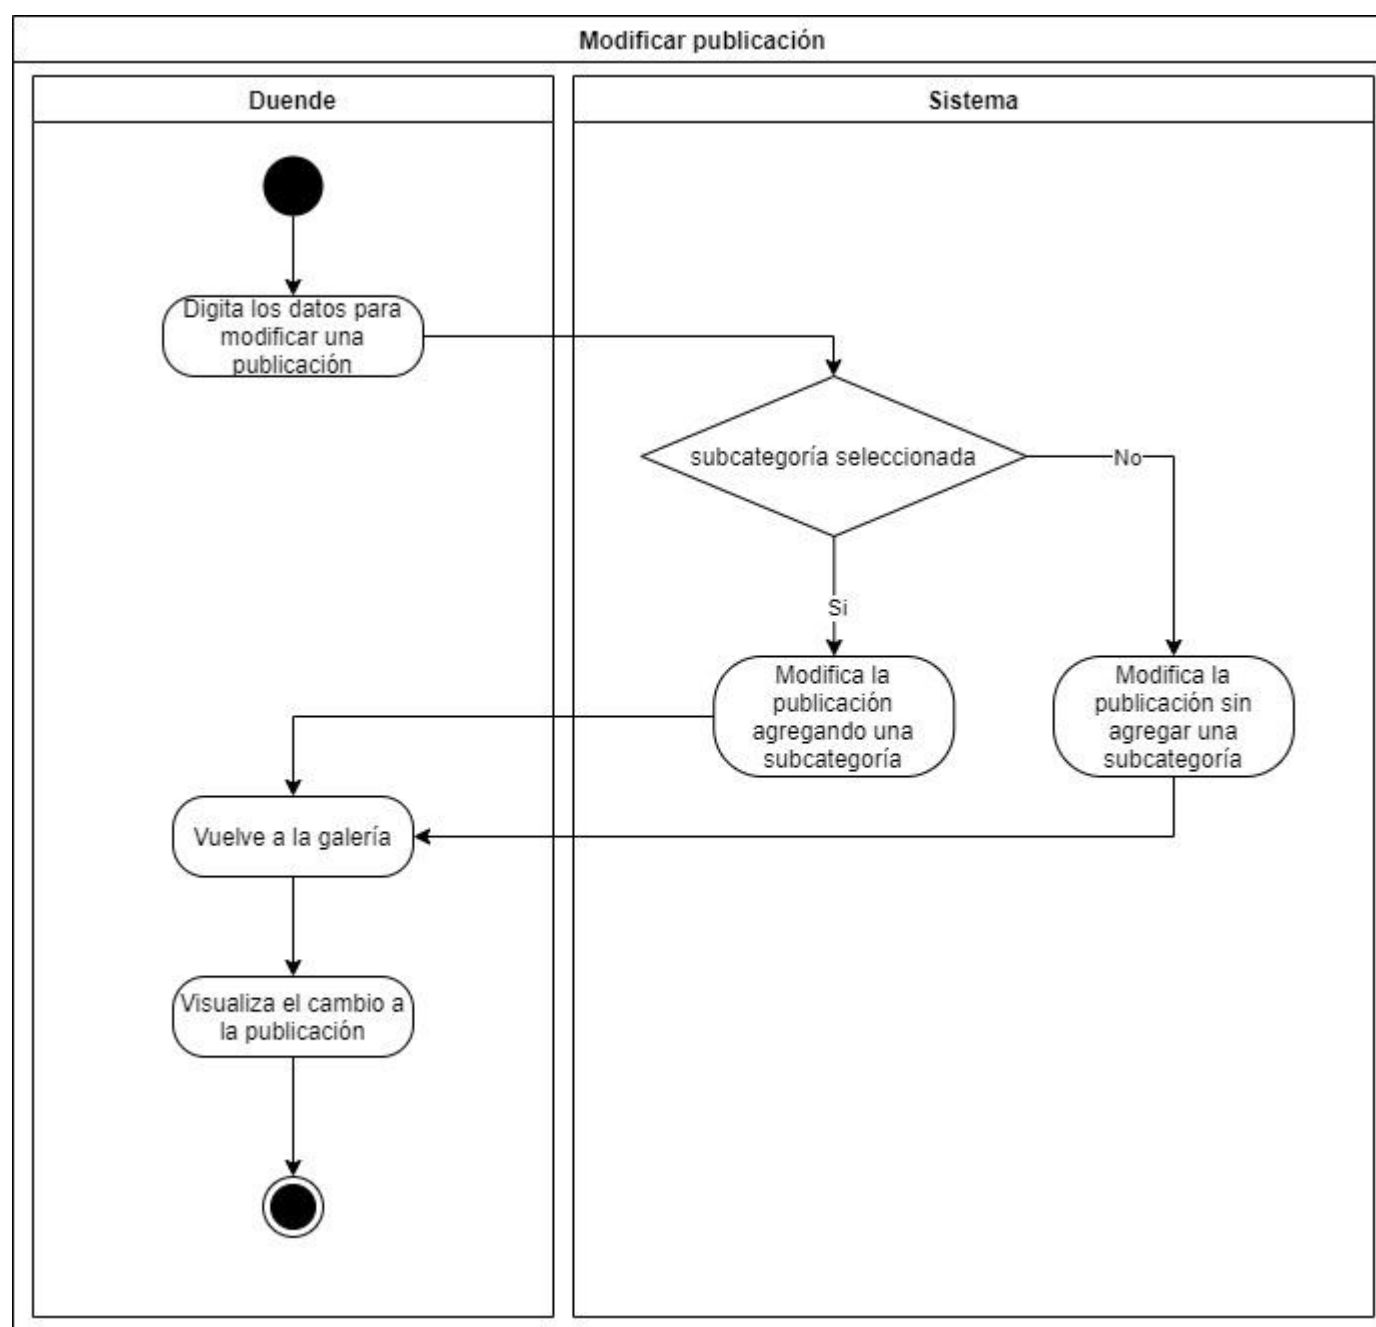 Modificar publicación
Duende
Sistema
Digita los datos para
modificar una
publicación
subcategoría seleccionada
No
Si
Modifica la
publicación
agregando una
subcategoría
Modifica la
publicación sin
agregar una
subcategoría
Vuelve a la galería
Visualiza el cambio a
la publicación